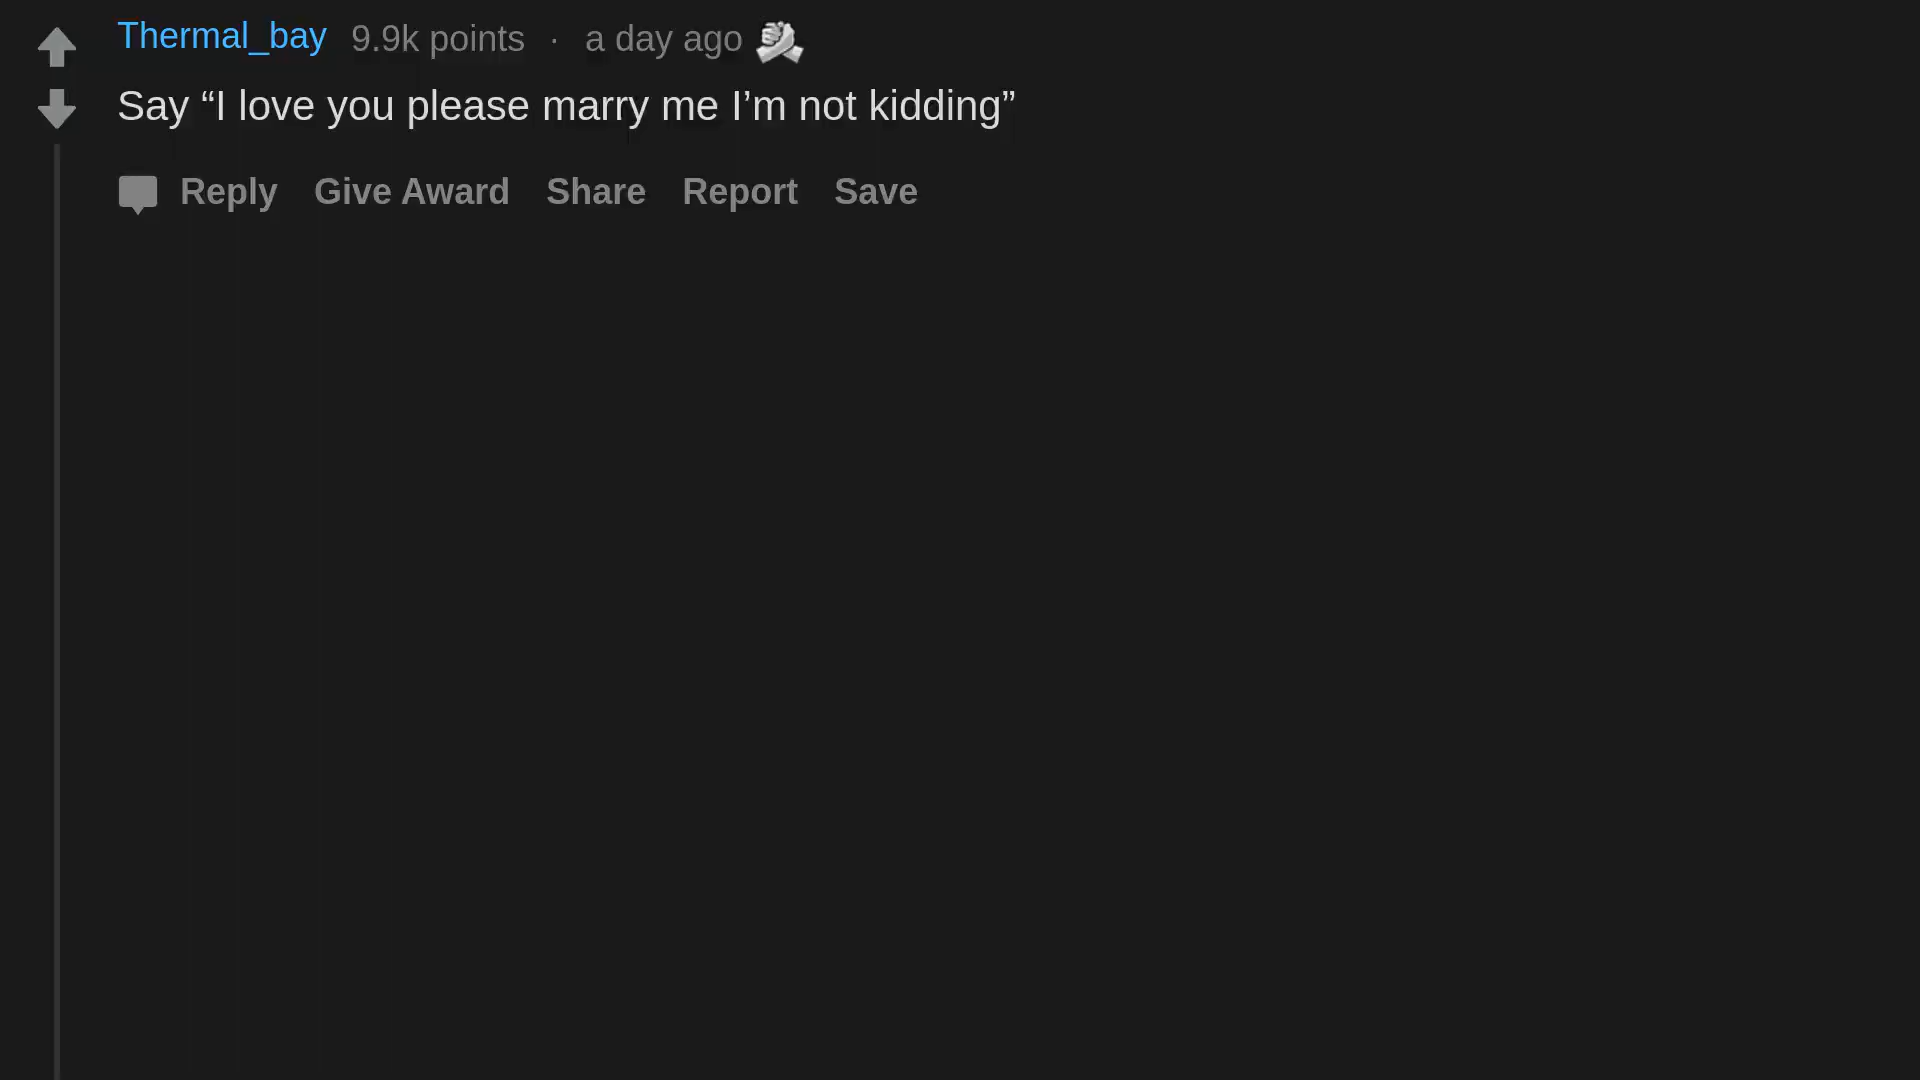 Thermal_bay 9.9k points · a day ago
Say “I love you please marry me I’m not kidding”
Reply Give Award Share Report Save